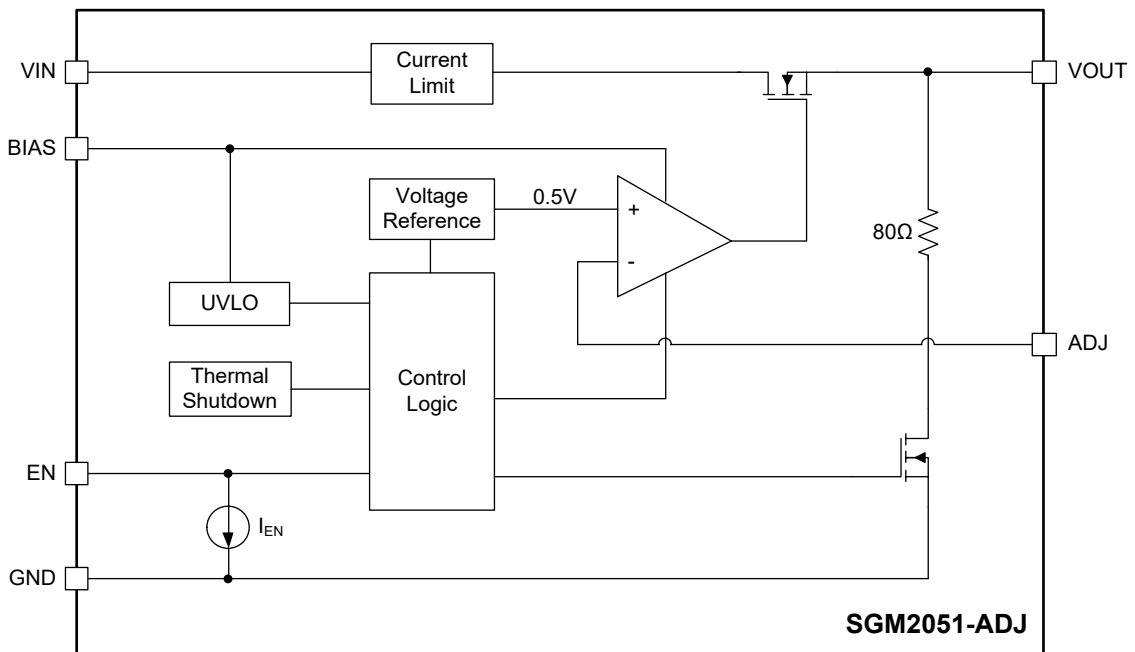 VIN
Current
Limit
VOUT
BIAS
Voltage
Reference
0.5V
+
-
80Ω
UVLO
ADJ
Thermal
Shutdown
Control
Logic
EN
I_EN
GND
SGM2051-ADJ